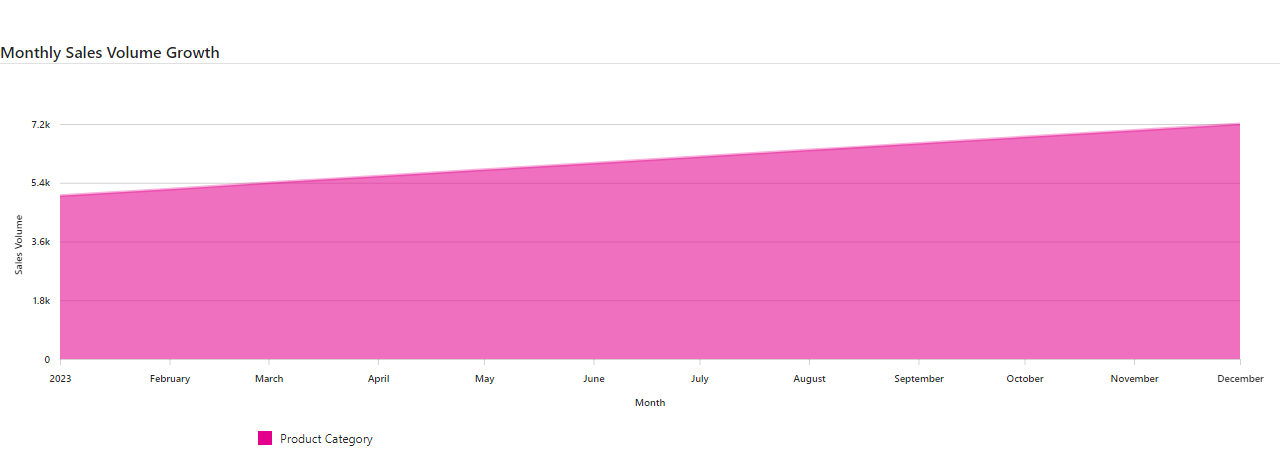 Monthly Sales Volume Growth
7.2k
5.4k
3.6k
1.8k
0
Sales Volume
2023 February March April May June July August September October November December
Month
Product Category